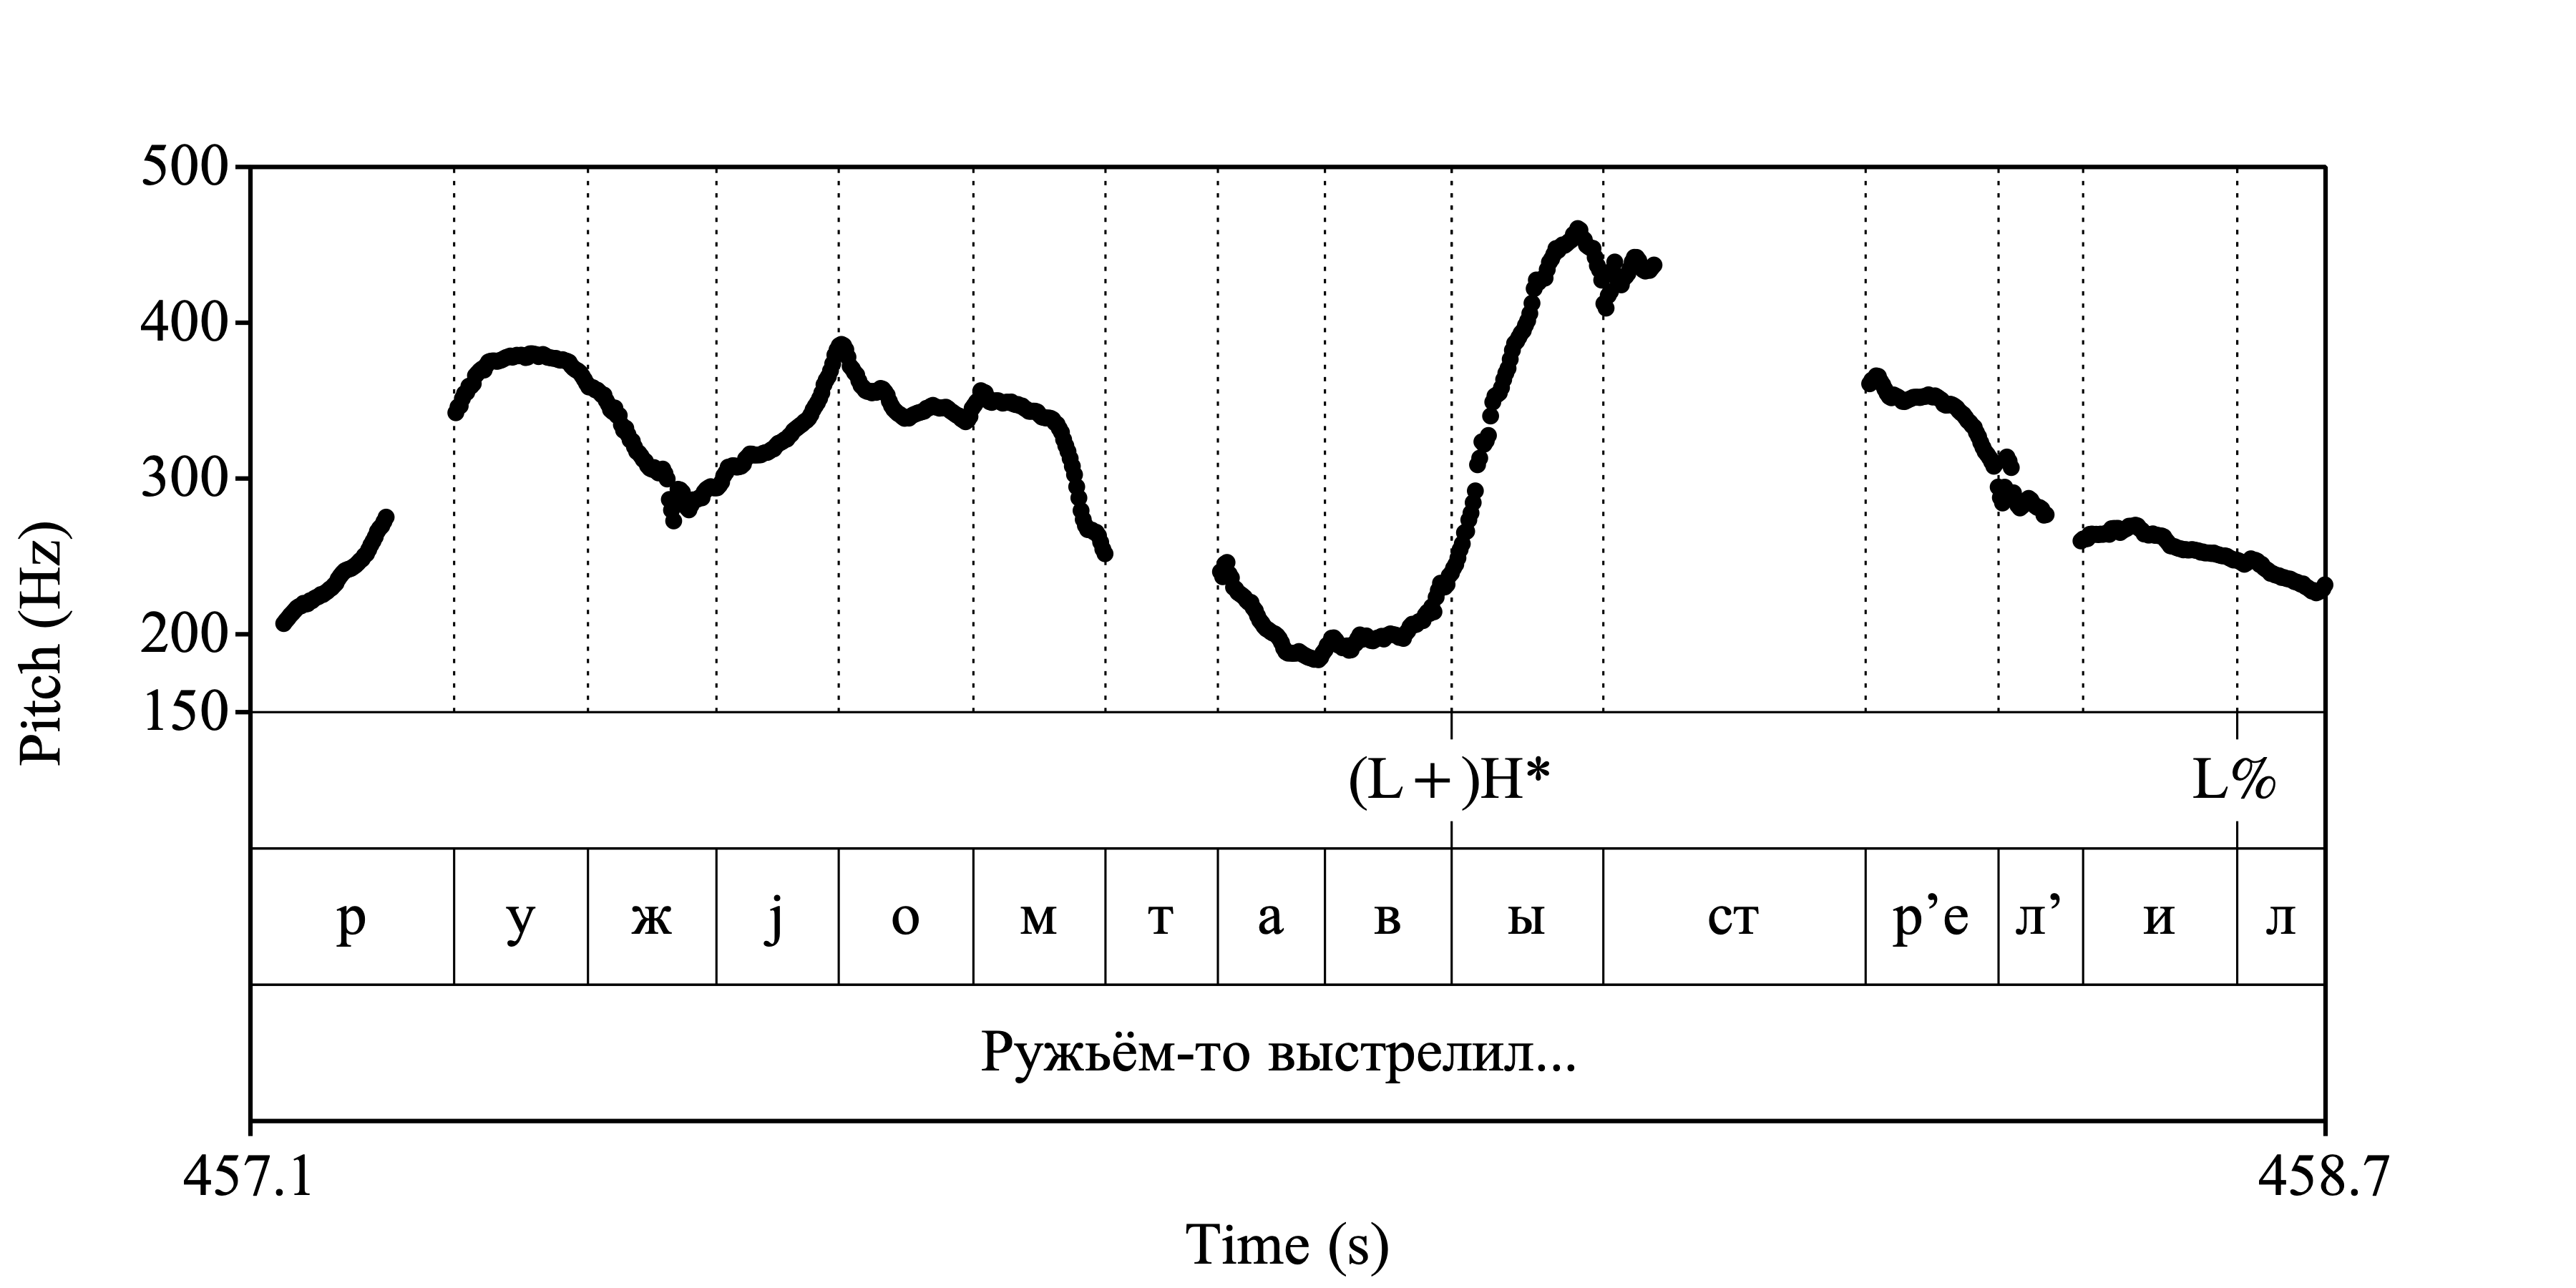 500
400
300
200
150
Pitch (Hz)
(L+)H* L%
р у ж j о м т а в ы ст р’е л’ и л
Ружьём-то выстрелил...
457.1 458.7
Time (s)